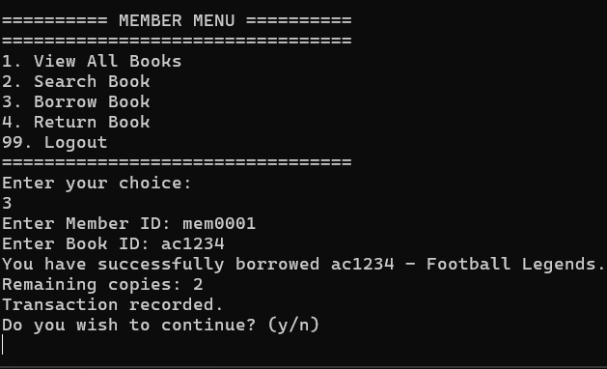 ========== MEMBER MENU ==========
=================================
1. View All Books
2. Search Book
3. Borrow Book
4. Return Book
99. Logout
=================================
Enter your choice:
3
Enter Member ID: mem0001
Enter Book ID: ac1234
You have successfully borrowed ac1234 - Football Legends.
Remaining copies: 2
Transaction recorded.
Do you wish to continue? (y/n)